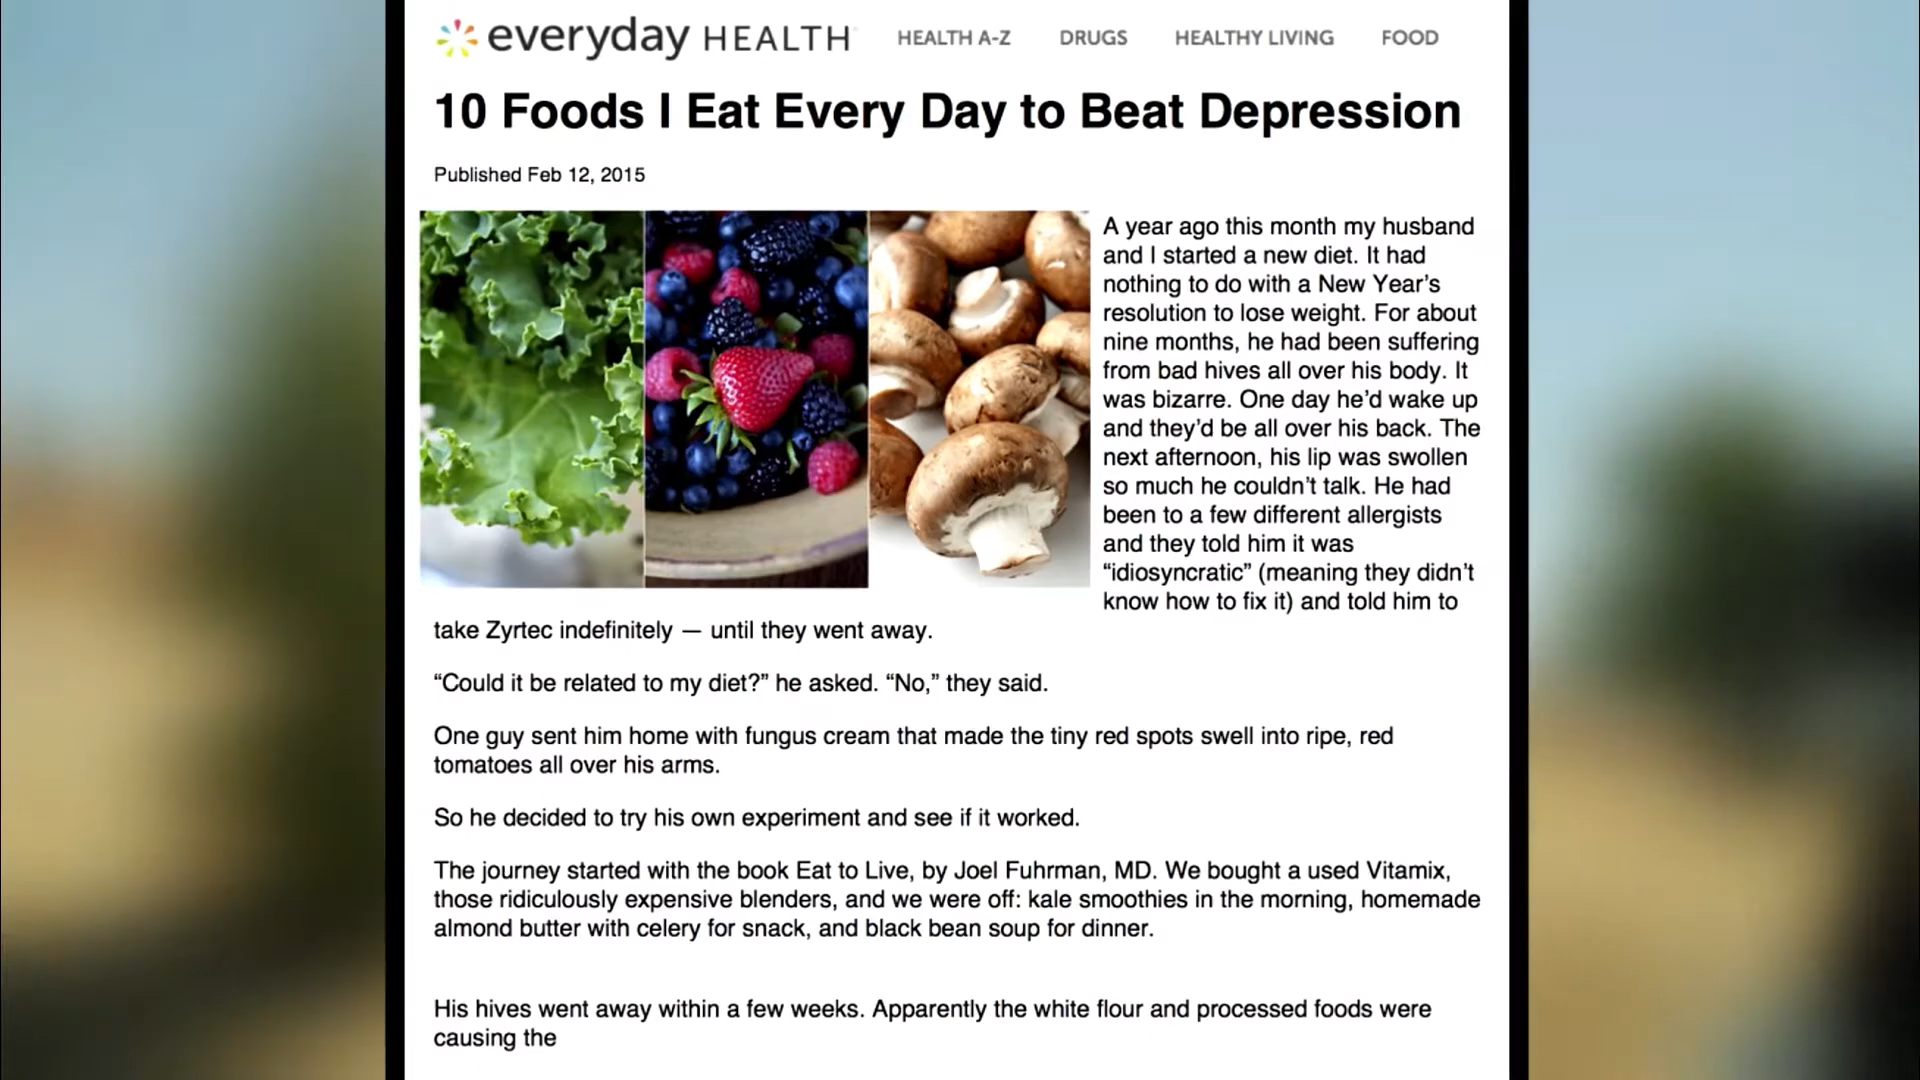 everyday HEALTH
HEALTH A-Z DRUGS HEALTHY LIVING FOOD
10 Foods I Eat Every Day to Beat Depression
Published Feb 12, 2015
A year ago this month my husband
and I started a new diet. It had
nothing to do with a New Year’s
resolution to lose weight. For about
nine months, he had been suffering
from bad hives all over his body. It
was bizarre. One day he’d wake up
and they’d be all over his back. The
next afternoon, his lip was swollen
so much he couldn’t talk. He had
been to a few different allergists
and they told him it was
“idiosyncratic” (meaning they didn’t
know how to fix it) and told him to
take Zyrtec indefinitely — until they went away.
“Could it be related to my diet?” he asked. “No,” they said.
One guy sent him home with fungus cream that made the tiny red spots swell into ripe, red
tomatoes all over his arms.
So he decided to try his own experiment and see if it worked.
The journey started with the book Eat to Live, by Joel Fuhrman, MD. We bought a used Vitamix,
those ridiculously expensive blenders, and we were off: kale smoothies in the morning, homemade
almond butter with celery for snack, and black bean soup for dinner.
His hives went away within a few weeks. Apparently the white flour and processed foods were
causing the